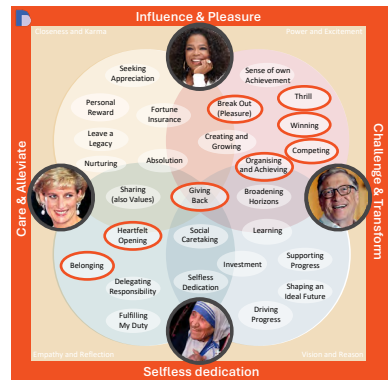 Influence & Pleasure
Closeness and Karma
Power and Excitement
Seeking
Appreciation
Sense of own
Achievement
Personal
Reward
Fortune
Insurance
Break Out
(Pleasure)
Thrill
Winning
Leave a
Legacy
Creating and
Growing
Competing
Nurturing
Absolution
Organising
and Achieving
Care & Alleviate
Challenge & Transform
Sharing
(also Values)
Giving
Back
Broadening
Horizons
Heartfelt
Opening
Social
Caretaking
Learning
Belonging
Investment
Supporting
Progress
Delegating
Responsibility
Selfless
Dedication
Shaping an
Ideal Future
Fulfilling
My Duty
Driving
Progress
Empathy and Reflection
Vision and Reason
Selfless dedication